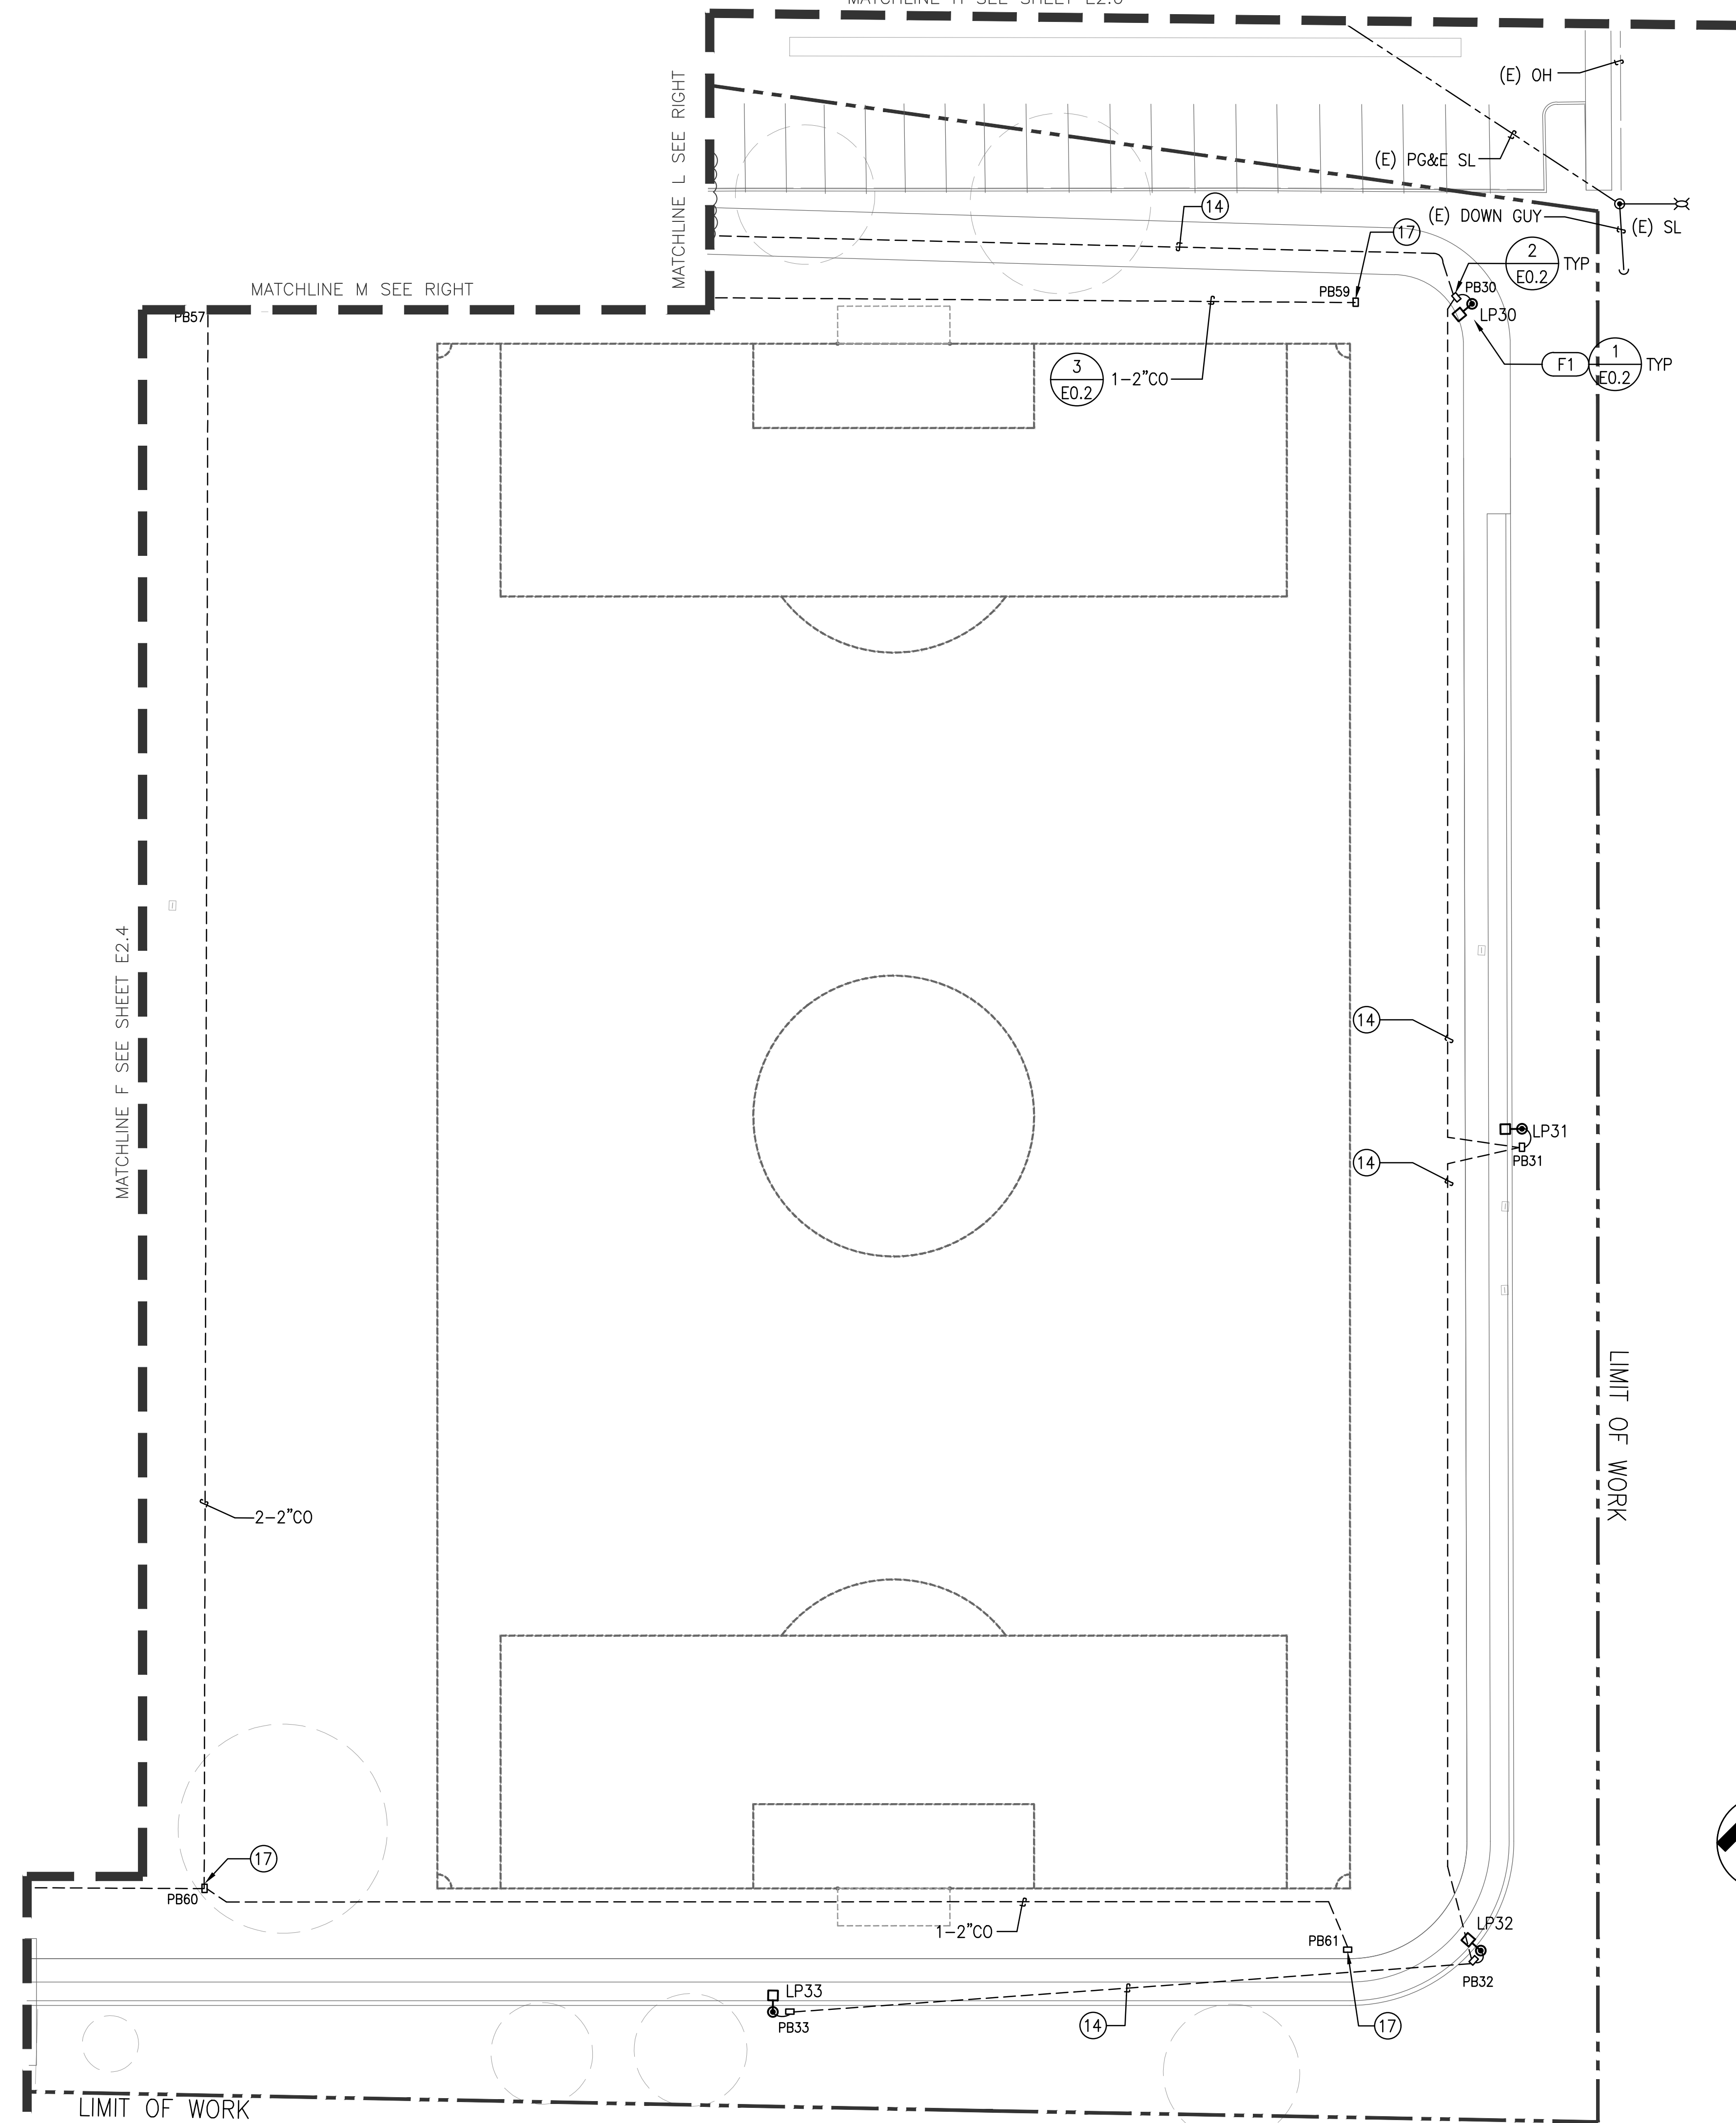 (E) OH
MATCHLINE L SEE RIGHT
(E) PG&E SL
14
(E) DOWN GUY
(E) SL
17
2
E0.2
TYP
MATCHLINE M SEE RIGHT
PB57
PB59
PB30
LP30
3
E0.2
1-2"CO
F1
1
E0.2
TYP
MATCHLINE F SEE SHEET E2.4
14
LP31
PB31
14
LIMIT OF WORK
2-2"CO
17
PB60
1-2"CO
PB61
LP32
PB32
LP33
PB33
14
17
LIMIT OF WORK